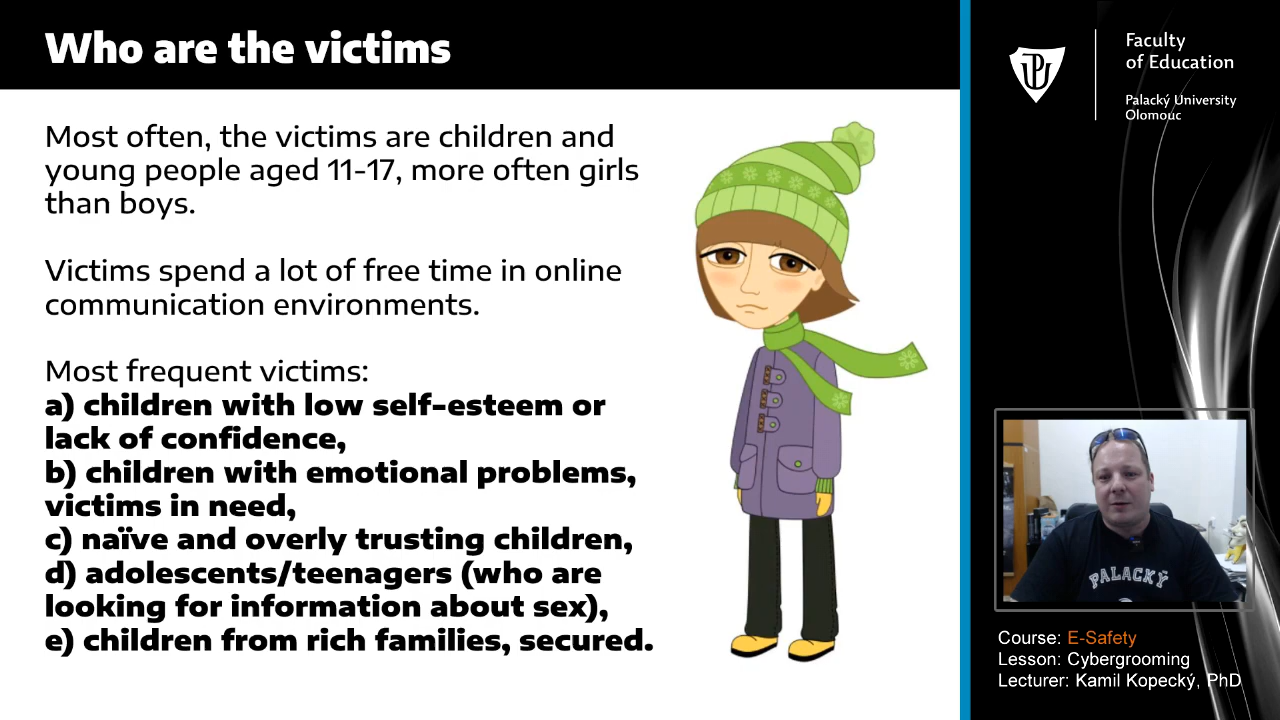 Who are the victims
Most often, the victims are children and
young people aged 11-17, more often girls
than boys.
Victims spend a lot of free time in online
communication environments.
Most frequent victims:
a) children with low self-esteem or
lack of confidence,
b) children with emotional problems,
victims in need,
c) naïve and overly trusting children,
d) adolescents/teenagers (who are
looking for information about sex),
e) children from rich families, secured.
Faculty
of Education
Palacký University
Olomouc
PALACKÝ
Course: E-Safety
Lesson: Cybergrooming
Lecturer: Kamil Kopecký, PhD